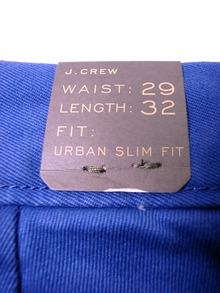 J.CREW
WAIST: 29
LENGTH: 32
FIT:
URBAN SLIM FIT